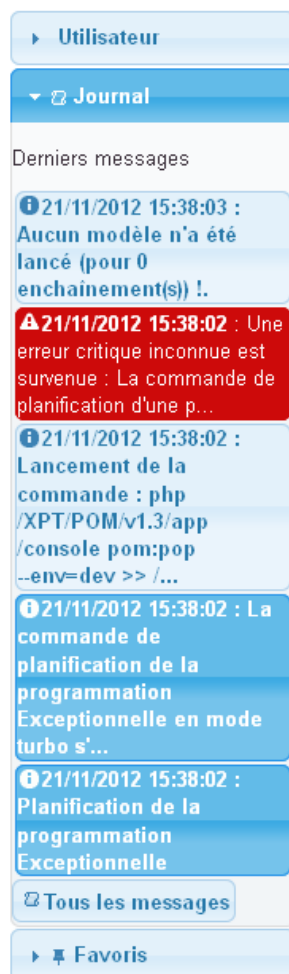 Utilisateur
Journal
Derniers messages
21/11/2012 15:38:03 :
Aucun modèle n'a été
lancé (pour 0
enchaînement(s)) !.
21/11/2012 15:38:02 : Une
erreur critique inconnue est
survenue : La commande de
planification d'une p...
21/11/2012 15:38:02 :
Lancement de la
commande : php
/XPT/POM/v1.3/app
/console pom:pop
--env=dev >> /...
21/11/2012 15:38:02 : La
commande de
planification de la
programmation
Exceptionnelle en mode
turbo s'...
21/11/2012 15:38:02 :
Planification de la
programmation
Exceptionnelle
Tous les messages
Favoris